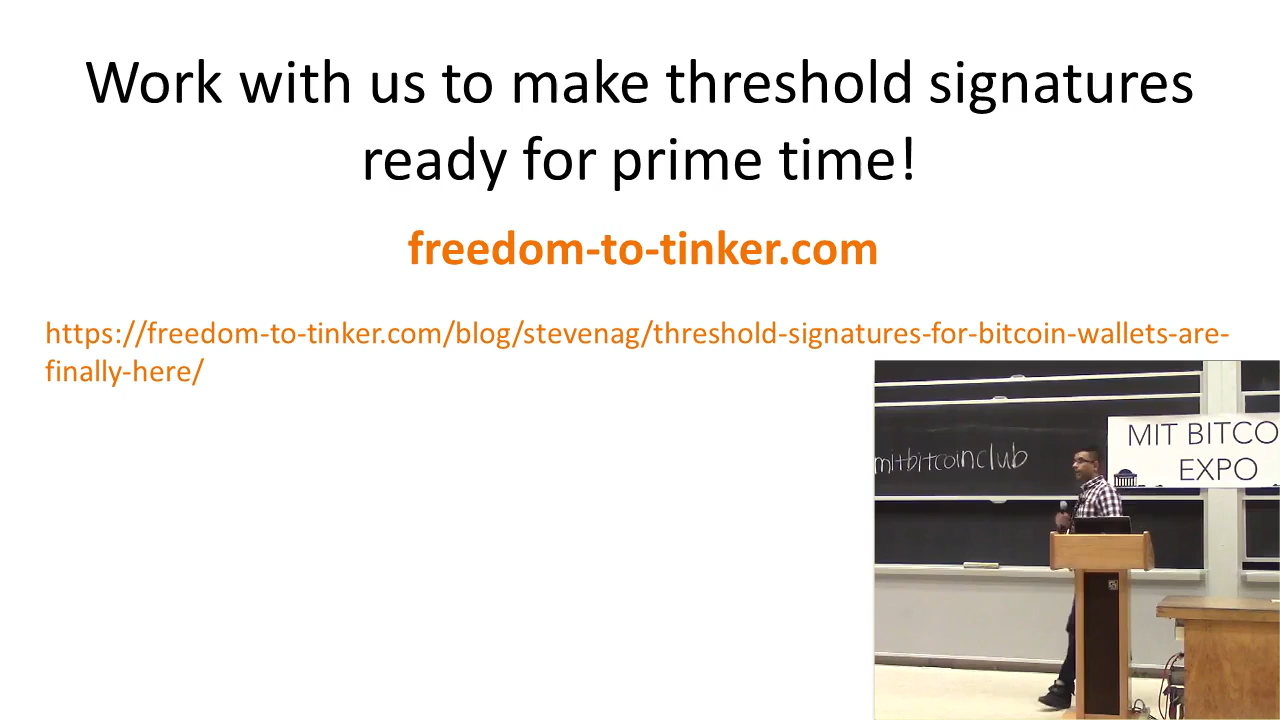 Work with us to make threshold signatures
ready for prime time!
freedom-to-tinker.com
https://freedom-to-tinker.com/blog/stevenag/threshold-signatures-for-bitcoin-wallets-are-
finally-here/
mitbitcoinclub
MIT BITCO
EXPO